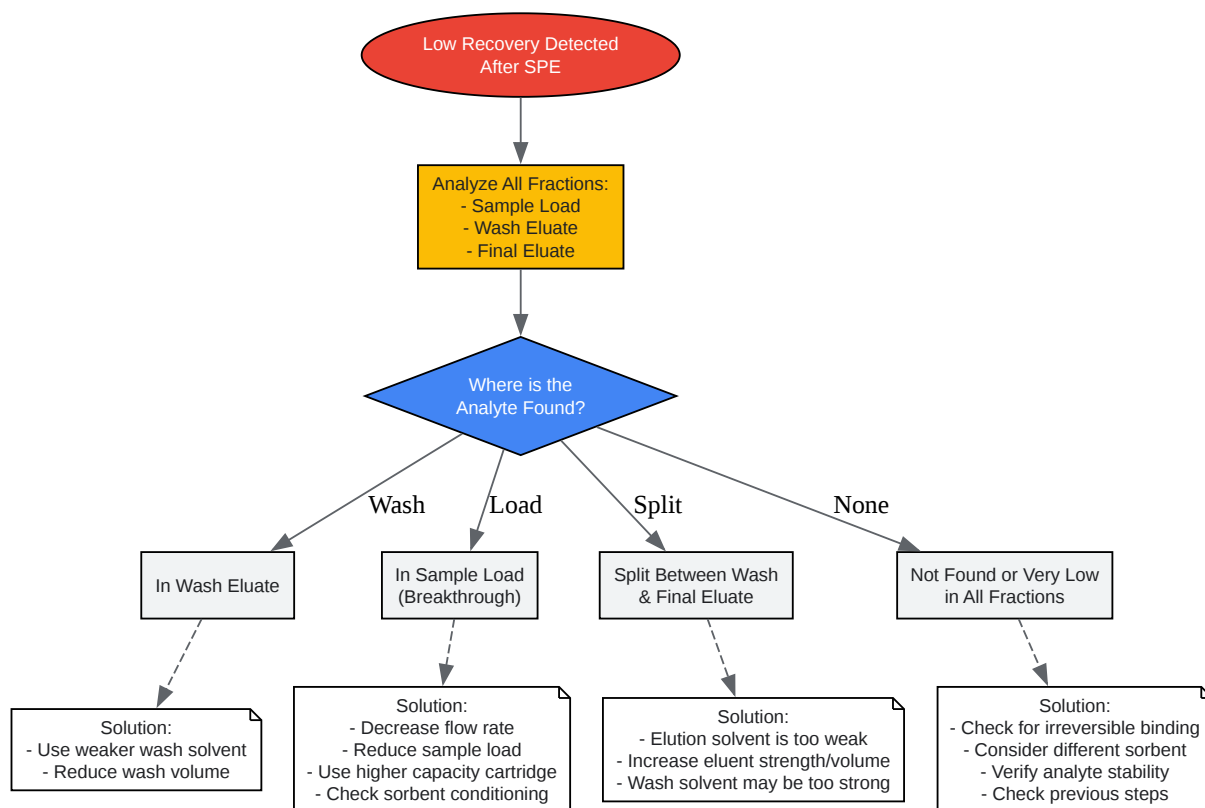 Low Recovery Detected
After SPE
Analyze All Fractions:
- Sample Load
- Wash Eluate
- Final Eluate
Where is the
Analyte Found?
Wash
Load
Split
None
In Wash Eluate
In Sample Load
(Breakthrough)
Split Between Wash
& Final Eluate
Not Found or Very Low
in All Fractions
Solution:
- Use weaker wash solvent
- Reduce wash volume
Solution:
- Decrease flow rate
- Reduce sample load
- Use higher capacity cartridge
- Check sorbent conditioning
Solution:
- Elution solvent is too weak
- Increase eluent strength/volume
- Wash solvent may be too strong
Solution:
- Check for irreversible binding
- Consider different sorbent
- Verify analyte stability
- Check previous steps